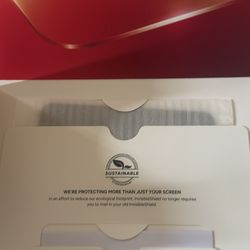 SUSTAINABLE
WE'RE PROTECTING MORE THAN JUST YOUR SCREEN
In an effort to reduce our ecological footprint, InvisibleShield no longer requires
you to mail in your old InvisibleShield.